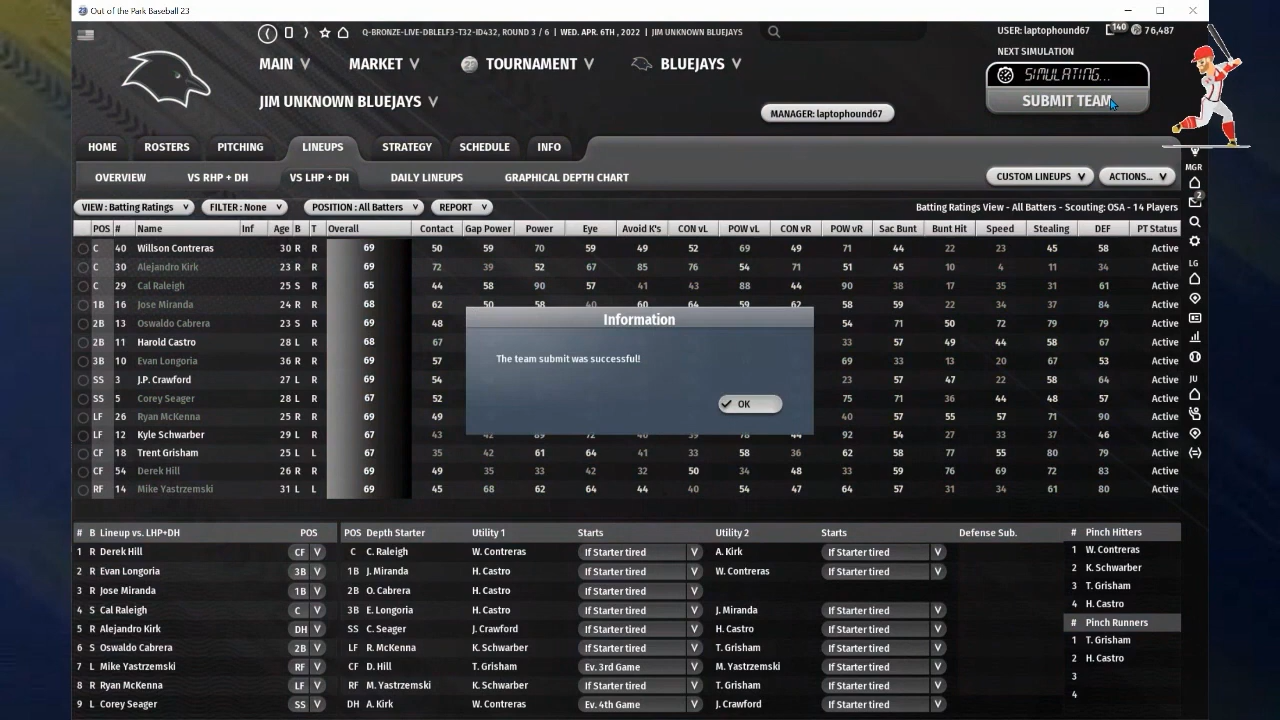 Out of the Park Baseball 23
Q-BRONZE-LIVE-DBLELF3-T32-ID432, ROUND 3 / 6 | WED. APR. 6TH, 2022 | JIM UNKNOWN BLUEJAYS
USER: laptophound67 140 76,487
NEXT SIMULATION
MAIN MARKET TOURNAMENT BLUEJAYS
SIMULATING...
SUBMIT TEAM
JIM UNKNOWN BLUEJAYS
MANAGER: laptophound67
HOME ROSTERS PITCHING LINEUPS STRATEGY SCHEDULE INFO
OVERVIEW VS RHP + DH VS LHP + DH DAILY LINEUPS GRAPHICAL DEPTH CHART CUSTOM LINEUPS ACTIONS...
VIEW : Batting Ratings FILTER : None POSITION : All Batters REPORT Batting Ratings View - All Batters - Scouting: OSA - 14 Players
POS # Name Inf Age B T Overall Contact Gap Power Power Eye Avoid K's CON vL POW vL CON vR POW vR Sac Bunt Bunt Hit Speed Stealing DEF PT Status
C 40 Willson Contreras 30 R R 69 50 59 70 59 49 52 69 49 71 44 22 23 45 58 Active
C 30 Alejandro Kirk 23 R R 69 72 39 52 67 85 76 54 71 51 45 10 4 11 34 Active
C 29 Cal Raleigh 25 S R 65 44 58 90 57 41 43 88 44 90 38 17 35 31 61 Active
1B 16 Jose Miranda 24 R R 68 62 50 58 40 60 64 59 62 58 59 22 34 37 84 Active
2B 13 Oswaldo Cabrera 23 S R 69 48 54 71 50 72 79 79 Active
2B 11 Harold Castro 28 L R 68 67 33 57 49 44 58 67 Active
3B 10 Evan Longoria 36 R R 69 57 69 33 13 20 67 53 Active
SS 3 J.P. Crawford 27 L R 69 54 23 57 47 22 58 64 Active
SS 5 Corey Seager 28 L R 67 52 75 71 36 44 48 57 Active
LF 26 Ryan McKenna 25 R R 69 49 40 57 55 57 71 90 Active
LF 12 Kyle Schwarber 29 L R 67 43 42 89 72 40 39 78 44 92 54 27 33 37 46 Active
CF 18 Trent Grisham 25 L L 67 35 42 61 64 41 33 58 36 62 58 77 55 80 79 Active
CF 54 Derek Hill 26 R R 69 49 35 33 42 32 50 34 48 33 59 76 69 72 83 Active
RF 14 Mike Yastrzemski 31 L L 69 45 68 62 64 44 40 54 47 64 57 31 34 61 80 Active
Information
The team submit was successful!
OK
MGR
2
LG
JU
# B Lineup vs. LHP+DH POS
1 R Derek Hill CF
2 R Evan Longoria 3B
3 R Jose Miranda 1B
4 S Cal Raleigh C
5 R Alejandro Kirk DH
6 S Oswaldo Cabrera 2B
7 L Mike Yastrzemski RF
8 R Ryan McKenna LF
9 L Corey Seager SS
POS Depth Starter Utility 1 Starts Utility 2 Starts Defense Sub.
C C. Raleigh W. Contreras If Starter tired A. Kirk If Starter tired
1B J. Miranda H. Castro If Starter tired W. Contreras If Starter tired
2B O. Cabrera H. Castro If Starter tired
3B E. Longoria H. Castro If Starter tired J. Miranda If Starter tired
SS C. Seager J. Crawford If Starter tired H. Castro If Starter tired
LF R. McKenna K. Schwarber If Starter tired T. Grisham If Starter tired
CF D. Hill T. Grisham Ev. 3rd Game M. Yastrzemski If Starter tired
RF M. Yastrzemski K. Schwarber If Starter tired T. Grisham If Starter tired
DH A. Kirk W. Contreras Ev. 4th Game J. Crawford If Starter tired
# Pinch Hitters
1 W. Contreras
2 K. Schwarber
3 T. Grisham
4 H. Castro
# Pinch Runners
1 T. Grisham
2 H. Castro
3
4